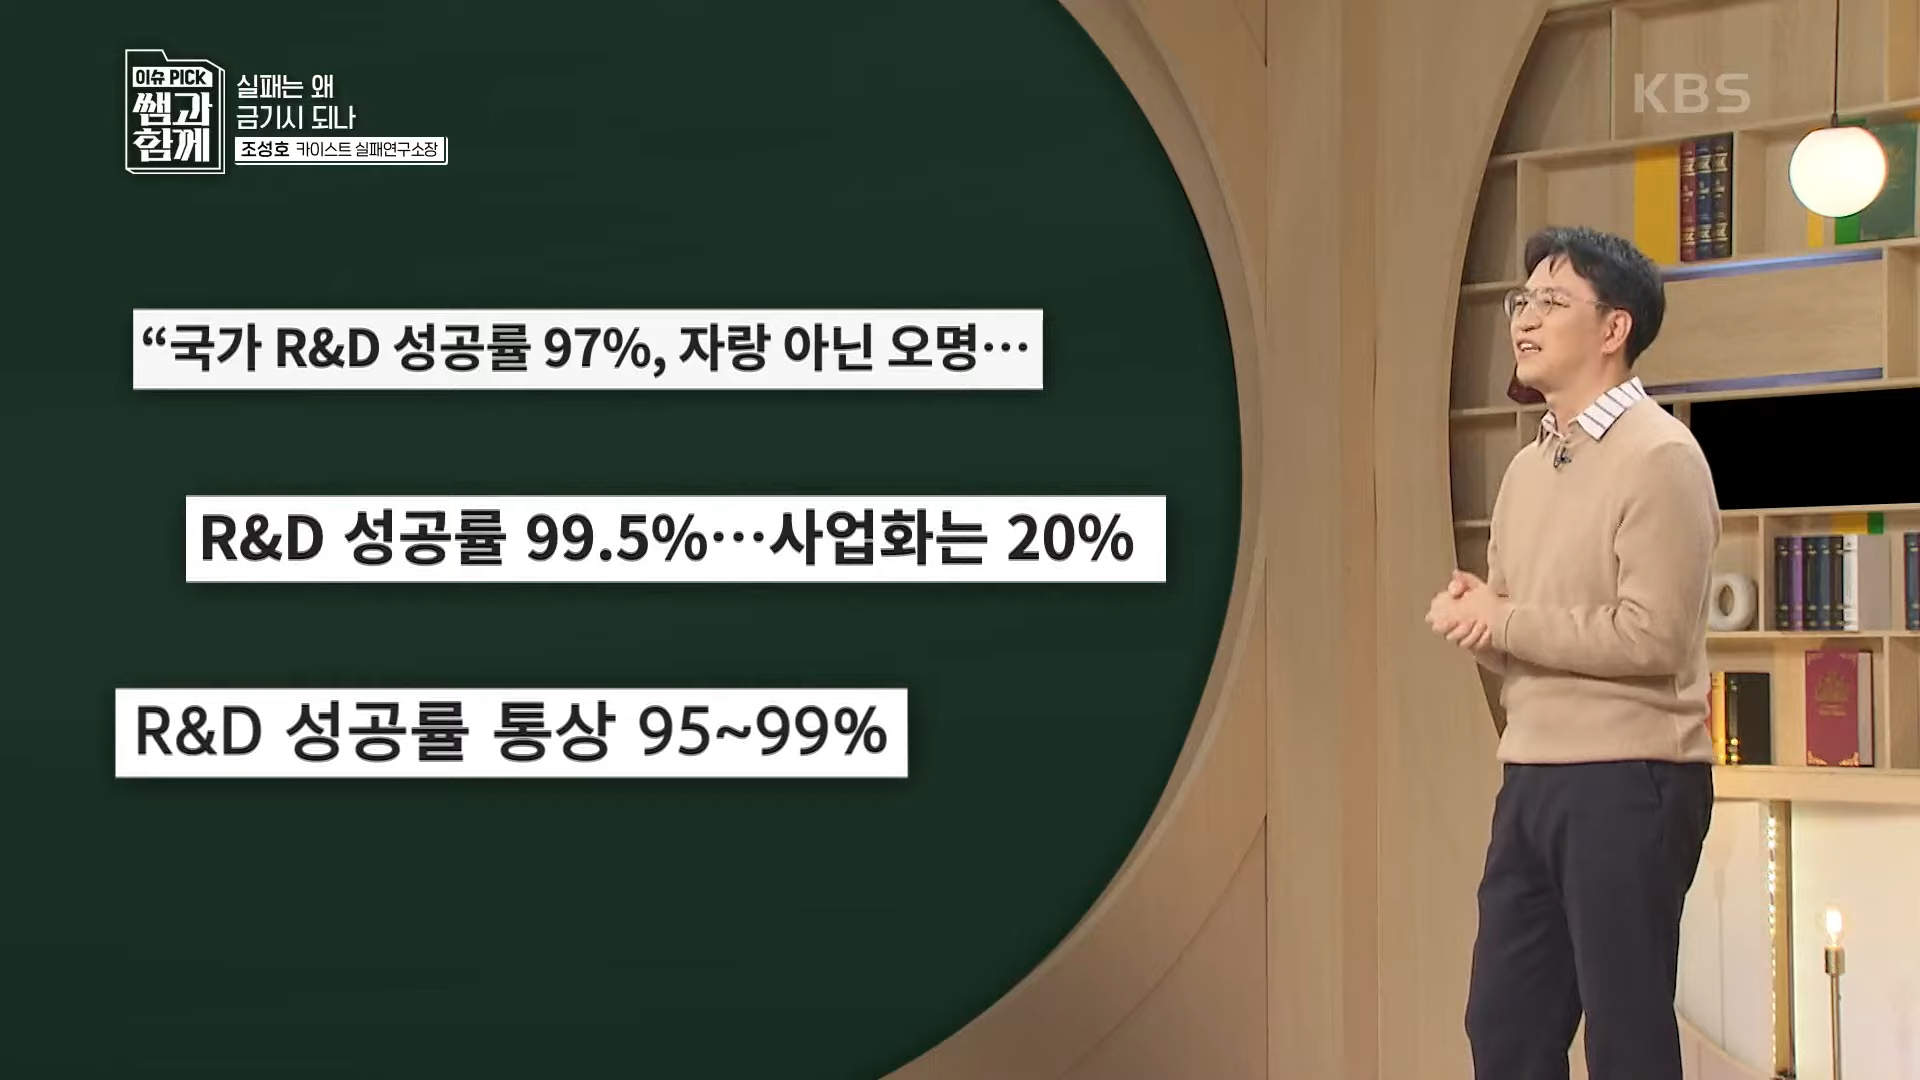 이슈 PICK
쌤과
함께
실패는 왜
금기시 되나
조성호 카이스트 실패연구소장
KBS
“국가 R&D 성공률 97%, 자랑 아닌 오명…
R&D 성공률 99.5%…사업화는 20%
R&D 성공률 통상 95~99%